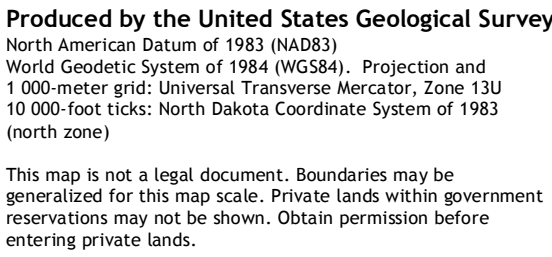 Produced by the United States Geological Survey
North American Datum of 1983 (NAD83)
World Geodetic System of 1984 (WGS84).  Projection and
1 000-meter grid: Universal Transverse Mercator, Zone 13U
10 000-foot ticks: North Dakota Coordinate System of 1983
(north zone)

This map is not a legal document. Boundaries may be
generalized for this map scale. Private lands within government
reservations may not be shown. Obtain permission before
entering private lands.